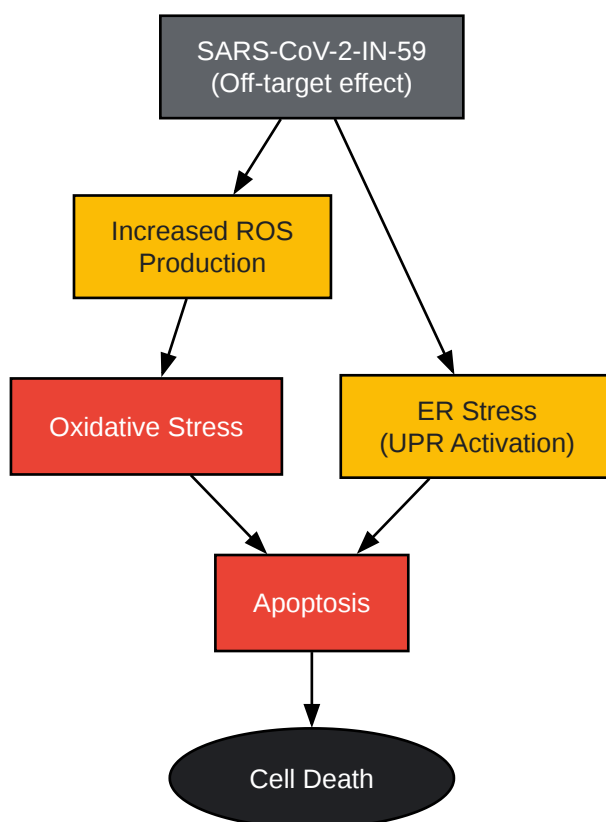 SARS-CoV-2-IN-59
(Off-target effect)
Increased ROS
Production
Oxidative Stress
ER Stress
(UPR Activation)
Apoptosis
Cell Death